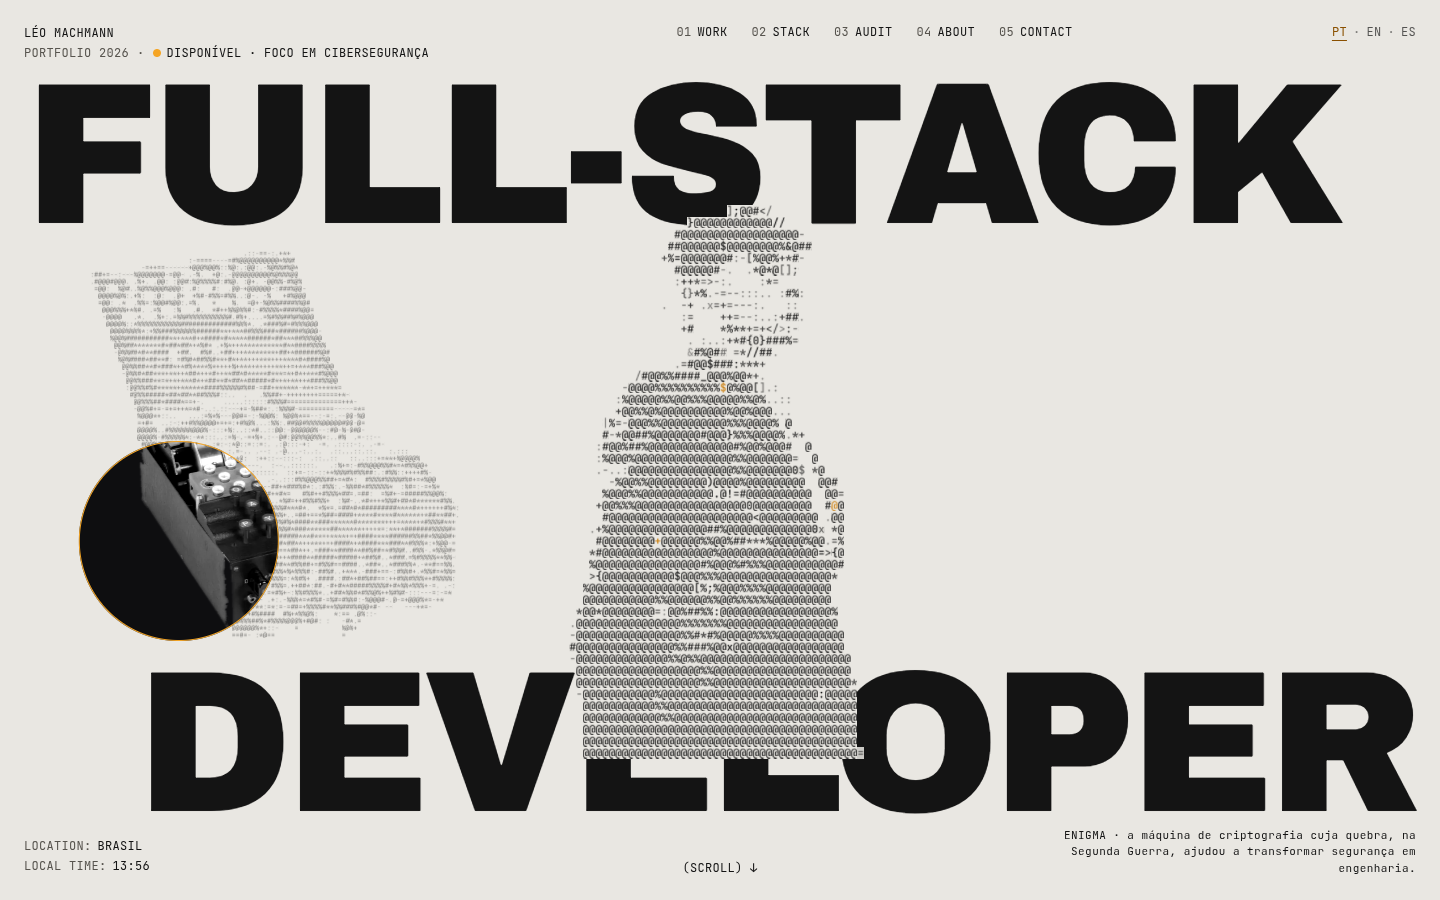 LÉO MACHMANN
PORTFOLIO 2026 · DISPONÍVEL · FOCO EM CIBERSEGURANÇA
01 WORK 02 STACK 03 AUDIT 04 ABOUT 05 CONTACT
PT · EN · ES
FULL-STACK
DEVELOPER
LOCATION: BRASIL
LOCAL TIME: 13:56
(SCROLL) ↓
ENIGMA · a máquina de criptografia cuja quebra, na
Segunda Guerra, ajudou a transformar segurança em
engenharia.